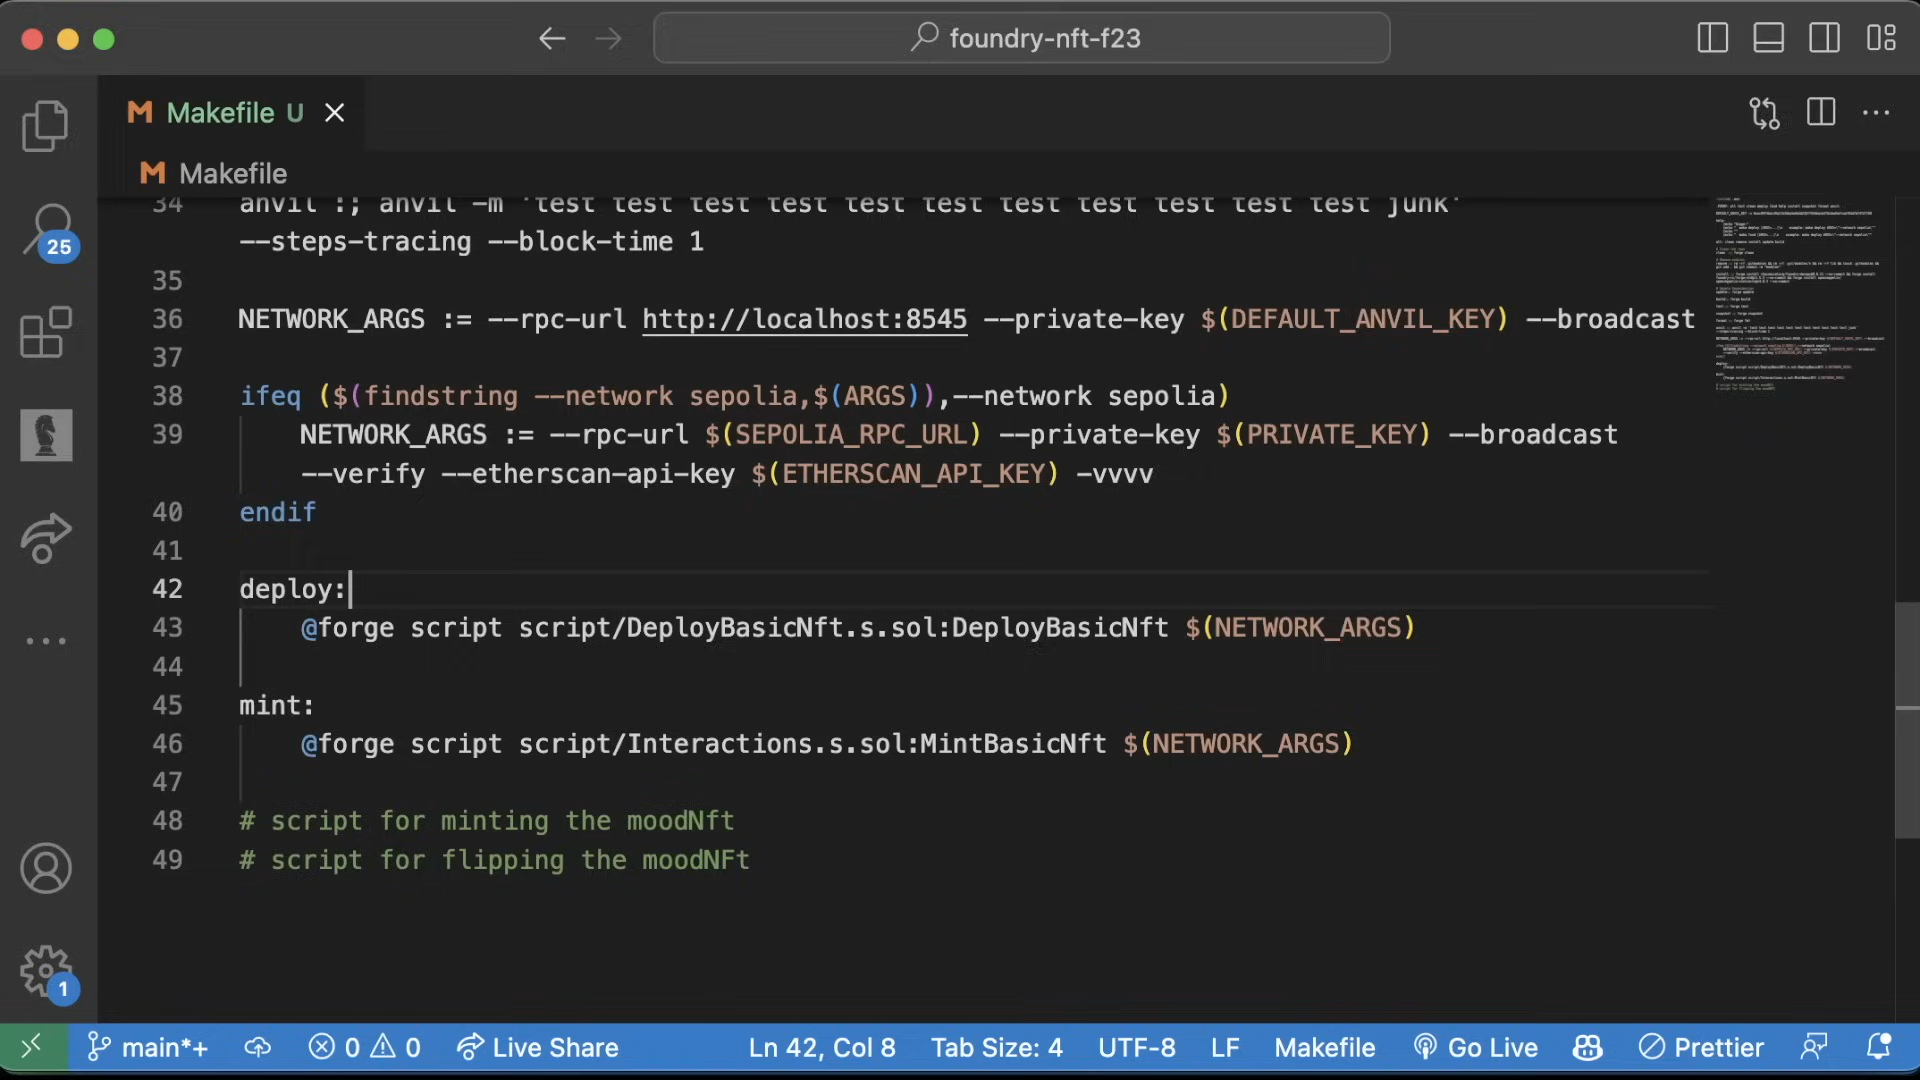 foundry-nft-f23
Makefile U
Makefile
34 anvil :; anvil -m 'test test test test test test test test test test test junk'
--steps-tracing --block-time 1
35
36 NETWORK_ARGS := --rpc-url http://localhost:8545 --private-key $(DEFAULT_ANVIL_KEY) --broadcast
37
38 ifeq ($(findstring --network sepolia,$(ARGS)),--network sepolia)
39 NETWORK_ARGS := --rpc-url $(SEPOLIA_RPC_URL) --private-key $(PRIVATE_KEY) --broadcast
--verify --etherscan-api-key $(ETHERSCAN_API_KEY) -vvvv
40 endif
41
42 deploy:
43 @forge script script/DeployBasicNft.s.sol:DeployBasicNft $(NETWORK_ARGS)
44
45 mint:
46 @forge script script/Interactions.s.sol:MintBasicNft $(NETWORK_ARGS)
47
48 # script for minting the moodNft
49 # script for flipping the moodNFt
25
1
main*+ 0 0 Live Share Ln 42, Col 8 Tab Size: 4 UTF-8 LF Makefile Go Live Prettier